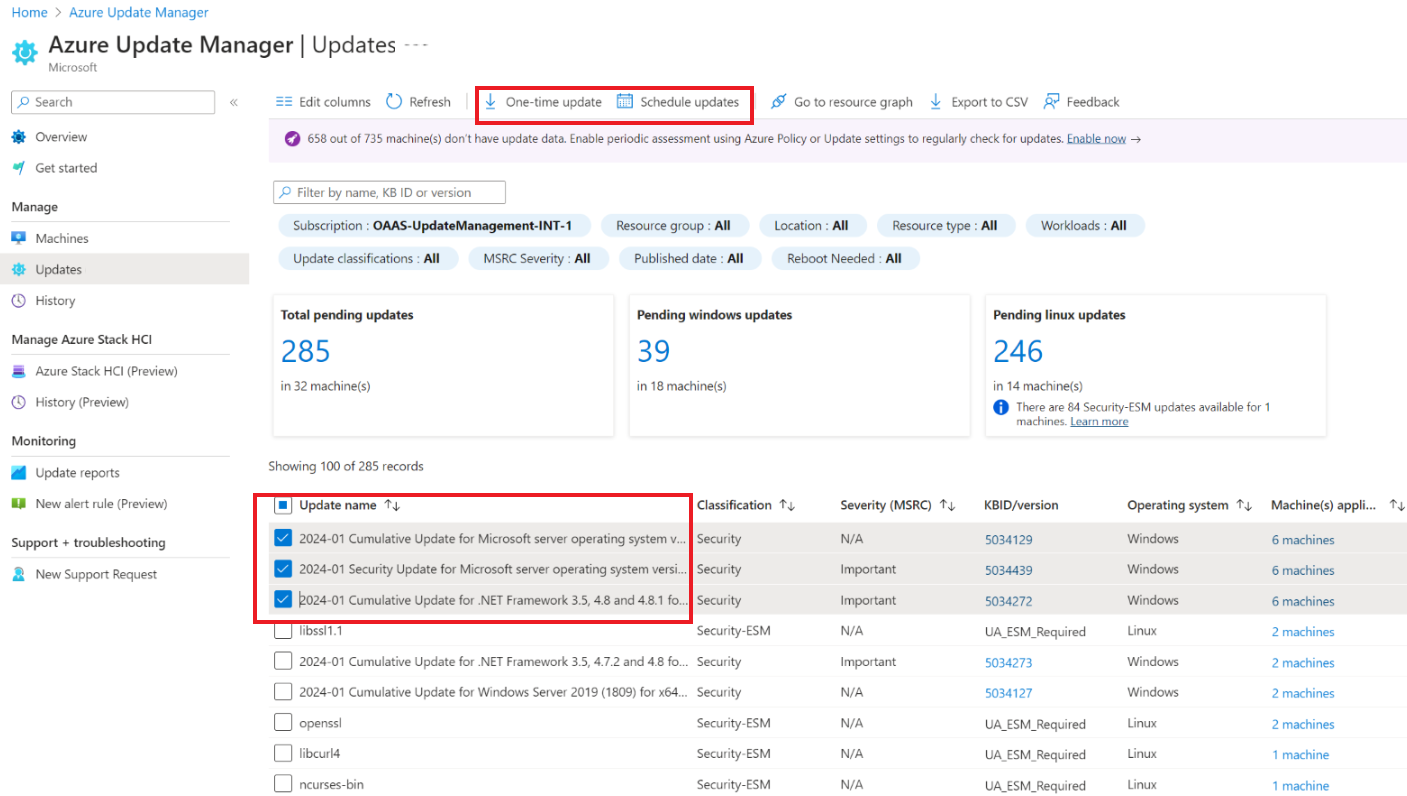 Home > Azure Update Manager
Azure Update Manager | Updates ---
Microsoft
Search «
Overview
Get started
Manage
Machines
Updates
History
Manage Azure Stack HCI
Azure Stack HCI (Preview)
History (Preview)
Monitoring
Update reports
New alert rule (Preview)
Support + troubleshooting
New Support Request
Edit columns Refresh | One-time update Schedule updates Go to resource graph Export to CSV Feedback
658 out of 735 machine(s) don't have update data. Enable periodic assessment using Azure Policy or Update settings to regularly check for updates. Enable now →
Filter by name, KB ID or version
Subscription : OAAS-UpdateManagement-INT-1 Resource group : All Location : All Resource type : All Workloads : All
Update classifications : All MSRC Severity : All Published date : All Reboot Needed : All
Total pending updates
285
in 32 machine(s)
Pending windows updates
39
in 18 machine(s)
Pending linux updates
246
in 14 machine(s)
There are 84 Security-ESM updates available for 1
machines. Learn more
Showing 100 of 285 records
Update name ↑↓ Classification ↑↓ Severity (MSRC) ↑↓ KBID/version Operating system ↑↓ Machine(s) appli... ↑↓
2024-01 Cumulative Update for Microsoft server operating system v... Security N/A 5034129 Windows 6 machines
2024-01 Security Update for Microsoft server operating system versi... Security Important 5034439 Windows 6 machines
2024-01 Cumulative Update for .NET Framework 3.5, 4.8 and 4.8.1 fo... Security Important 5034272 Windows 6 machines
libssl1.1 Security-ESM N/A UA_ESM_Required Linux 2 machines
2024-01 Cumulative Update for .NET Framework 3.5, 4.7.2 and 4.8 fo... Security Important 5034273 Windows 2 machines
2024-01 Cumulative Update for Windows Server 2019 (1809) for x64... Security N/A 5034127 Windows 2 machines
openssl Security-ESM N/A UA_ESM_Required Linux 2 machines
libcurl4 Security-ESM N/A UA_ESM_Required Linux 1 machine
ncurses-bin Security-ESM N/A UA_ESM_Required Linux 1 machine